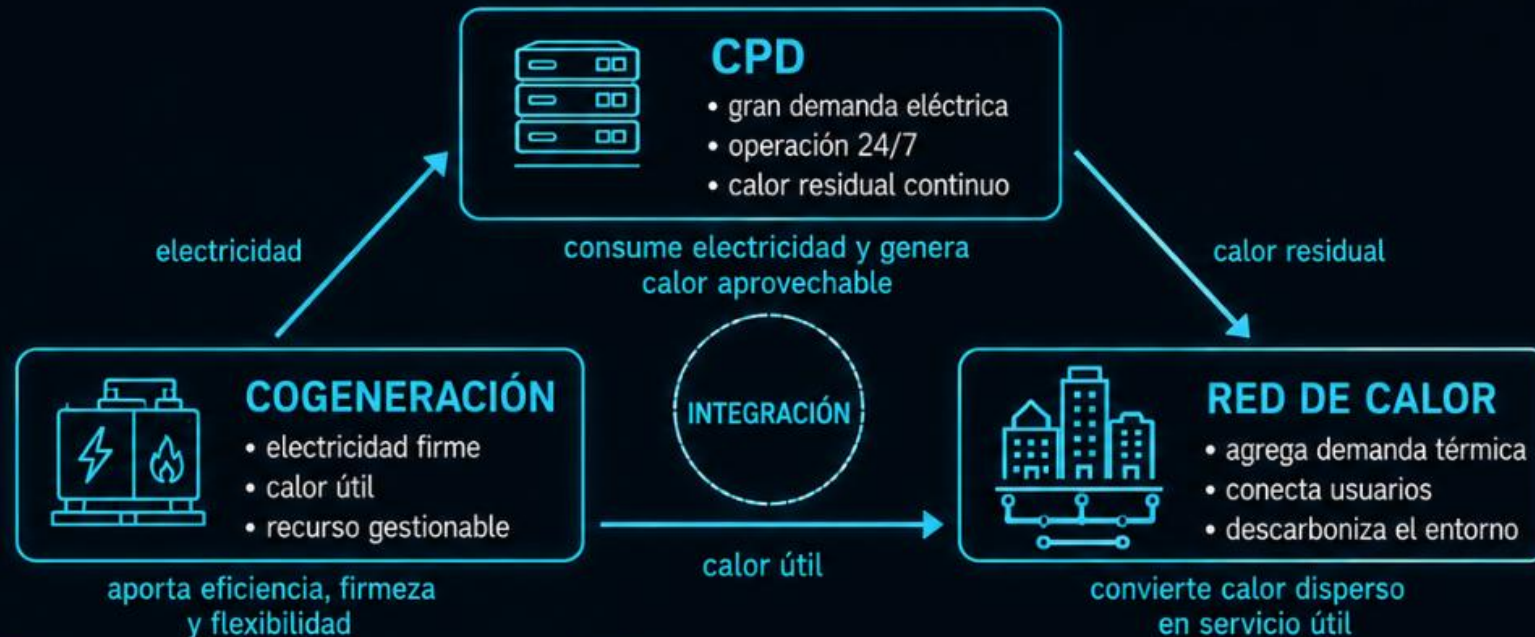 CPD
• gran demanda eléctrica
• operación 24/7
• calor residual continuo
consume electricidad y genera
calor aprovechable
electricidad
calor residual
INTEGRACIÓN
COGENERACIÓN
• electricidad firme
• calor útil
• recurso gestionable
aporta eficiencia, firmeza
y flexibilidad
calor útil
RED DE CALOR
• agrega demanda térmica
• conecta usuarios
• descarboniza el entorno
convierte calor disperso
en servicio útil